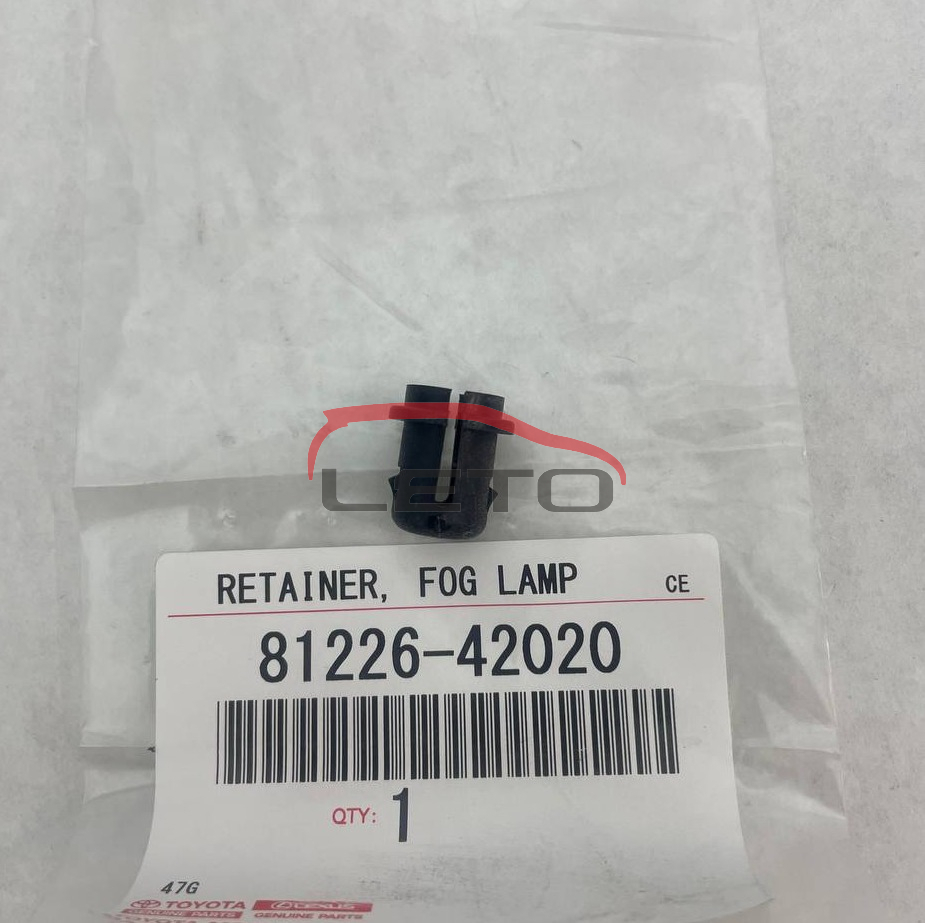 LETO
RETAINER, FOG LAMP CE
81226-42020
QTY: 1
47G
TOYOTA LEXUS
GENUINE PARTS GENUINE PARTS